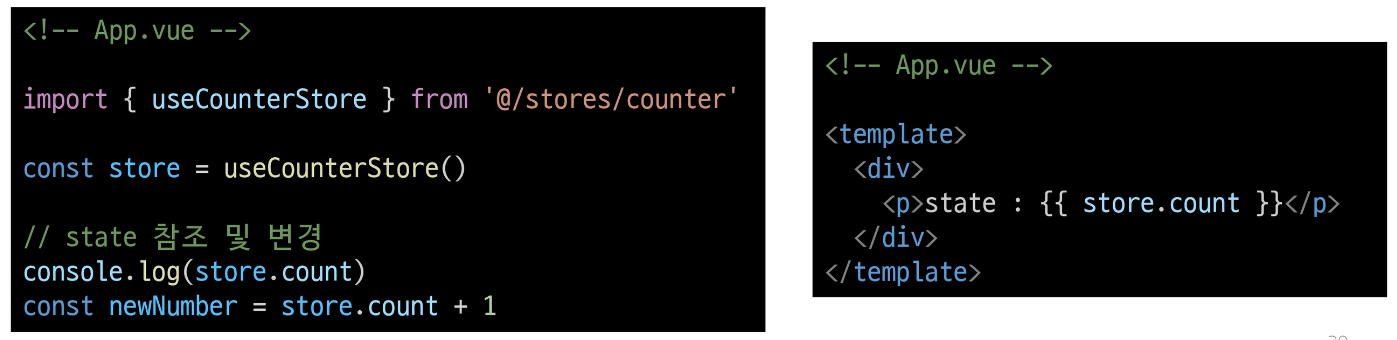 <!-- App.vue -->
import { useCounterStore } from '@/stores/counter'
const store = useCounterStore()
// state 참조 및 변경
console.log(store.count)
const newNumber = store.count + 1
<!-- App.vue -->
<template>
<div>
<p>state : {{ store.count }}</p>
</div>
</template>